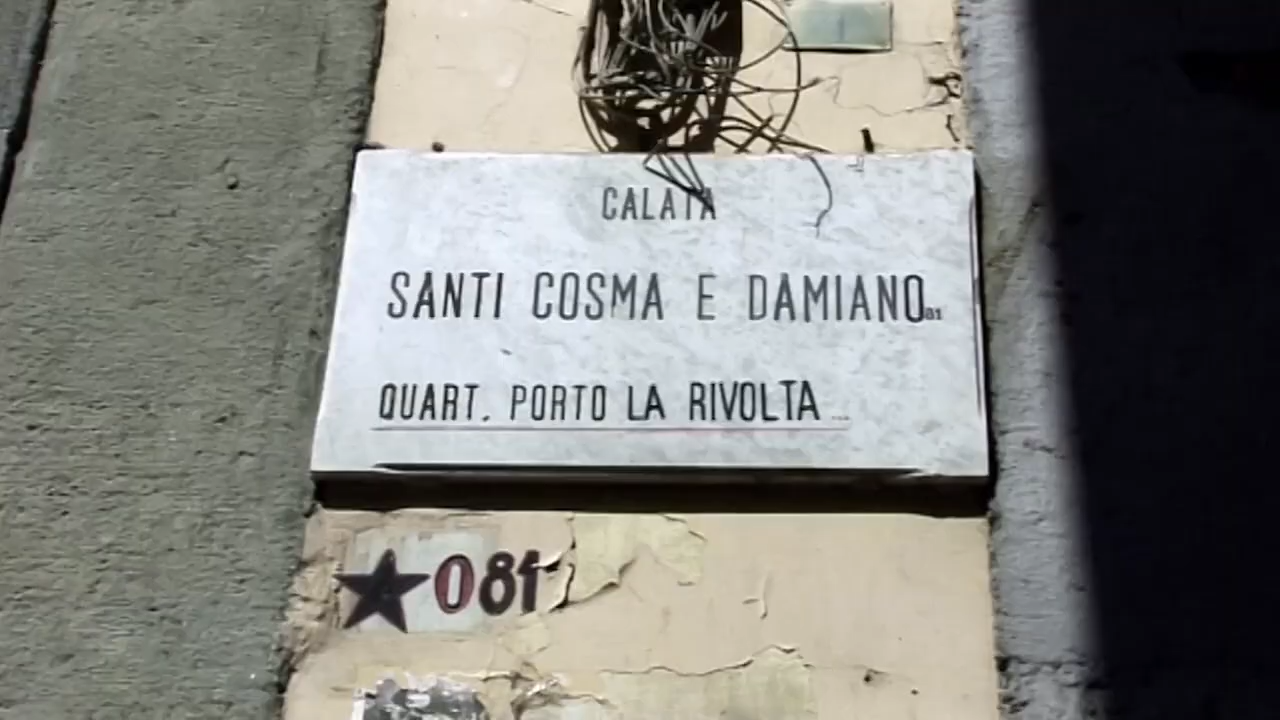 CALATA
SANTI COSMA E DAMIANO
QUART. PORTO LA RIVOLTA ...
081